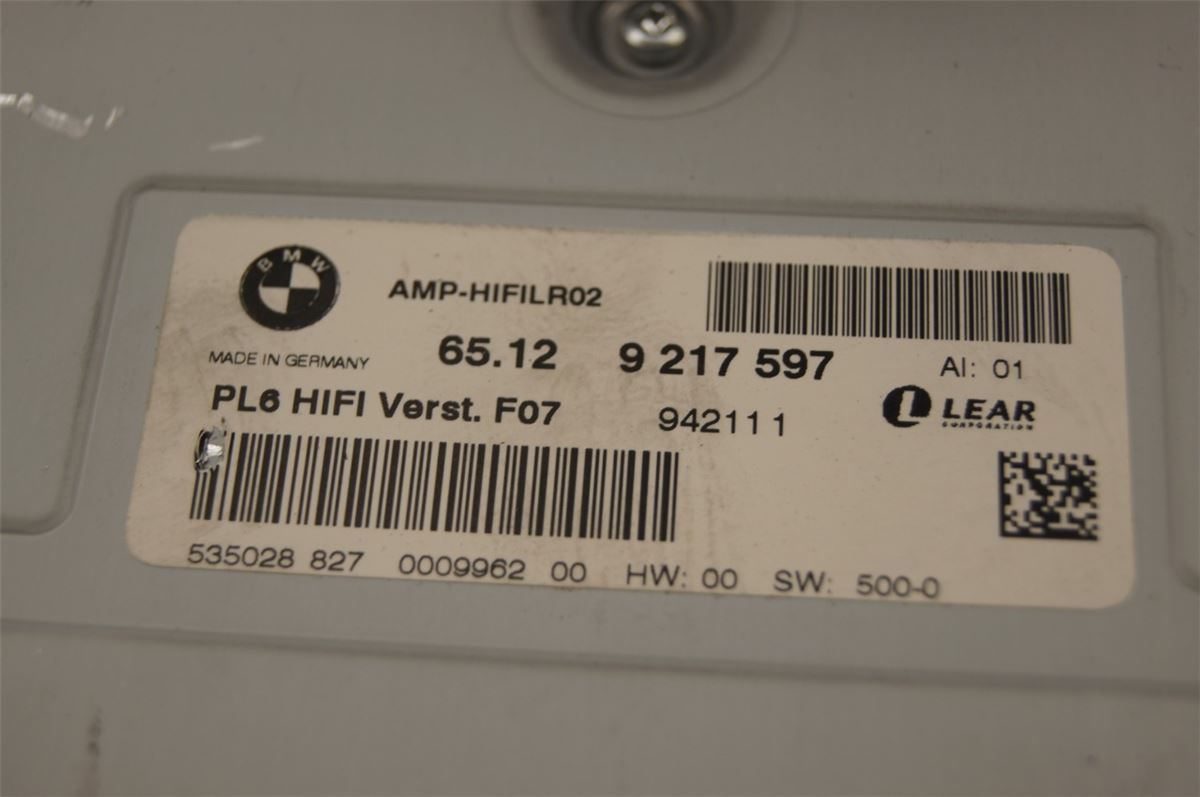 BMW
AMP-HIFILR02
MADE IN GERMANY
65.12 9 217 597
AI: 01
PL6 HIFI Verst. F07
942111
LEAR
CORPORATION
535028 827 0009962 00 HW: 00 SW: 500-0